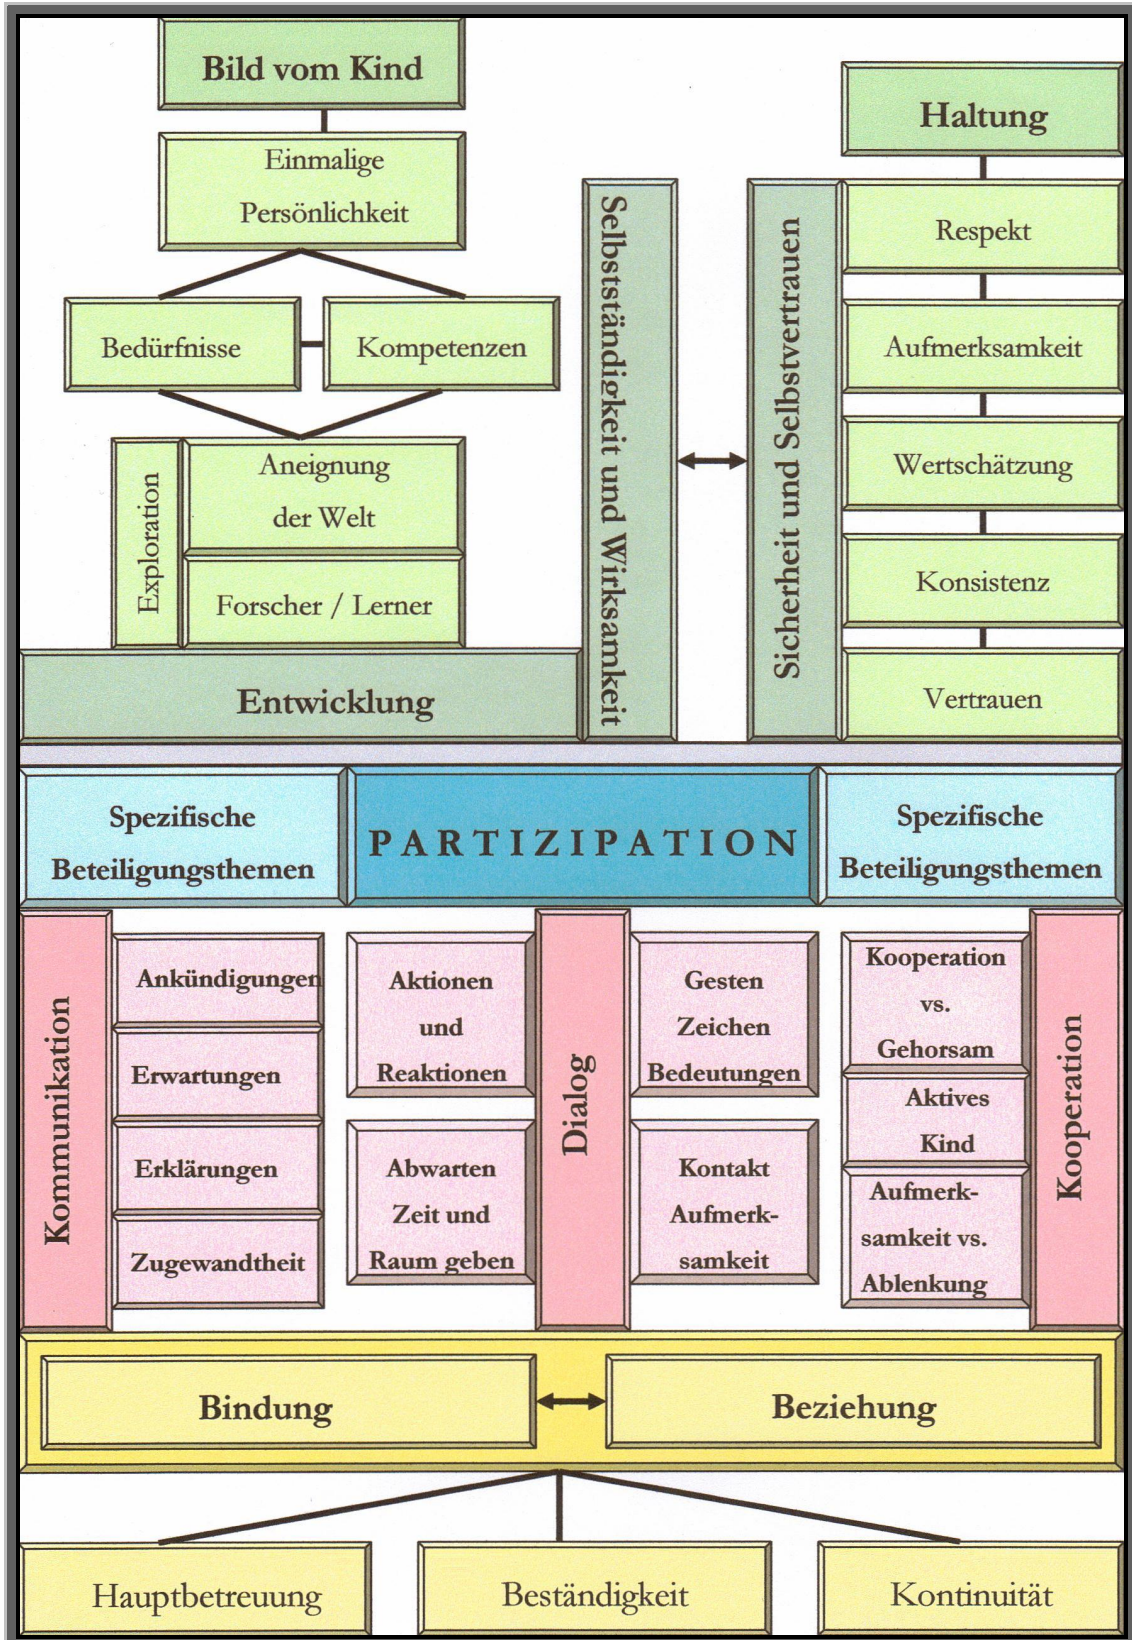 Bild vom Kind
Einmalige
Persönlichkeit
Bedürfnisse
Kompetenzen
Exploration
Aneignung
der Welt
Forscher / Lerner
Entwicklung
Selbstständigkeit und Wirksamkeit
Sicherheit und Selbstvertrauen
Haltung
Respekt
Aufmerksamkeit
Wertschätzung
Konsistenz
Vertrauen
Spezifische
Beteiligungsthemen
PARTIZIPATION
Spezifische
Beteiligungsthemen
Kommunikation
Ankündigungen
Erwartungen
Erklärungen
Zugewandtheit
Aktionen
und
Reaktionen
Abwarten
Zeit und
Raum geben
Dialog
Gesten
Zeichen
Bedeutungen
Kontakt
Aufmerk-
samkeit
Kooperation
vs.
Gehorsam
Aktives
Kind
Aufmerk-
samkeit vs.
Ablenkung
Kooperation
Bindung
Beziehung
Hauptbetreuung
Beständigkeit
Kontinuität